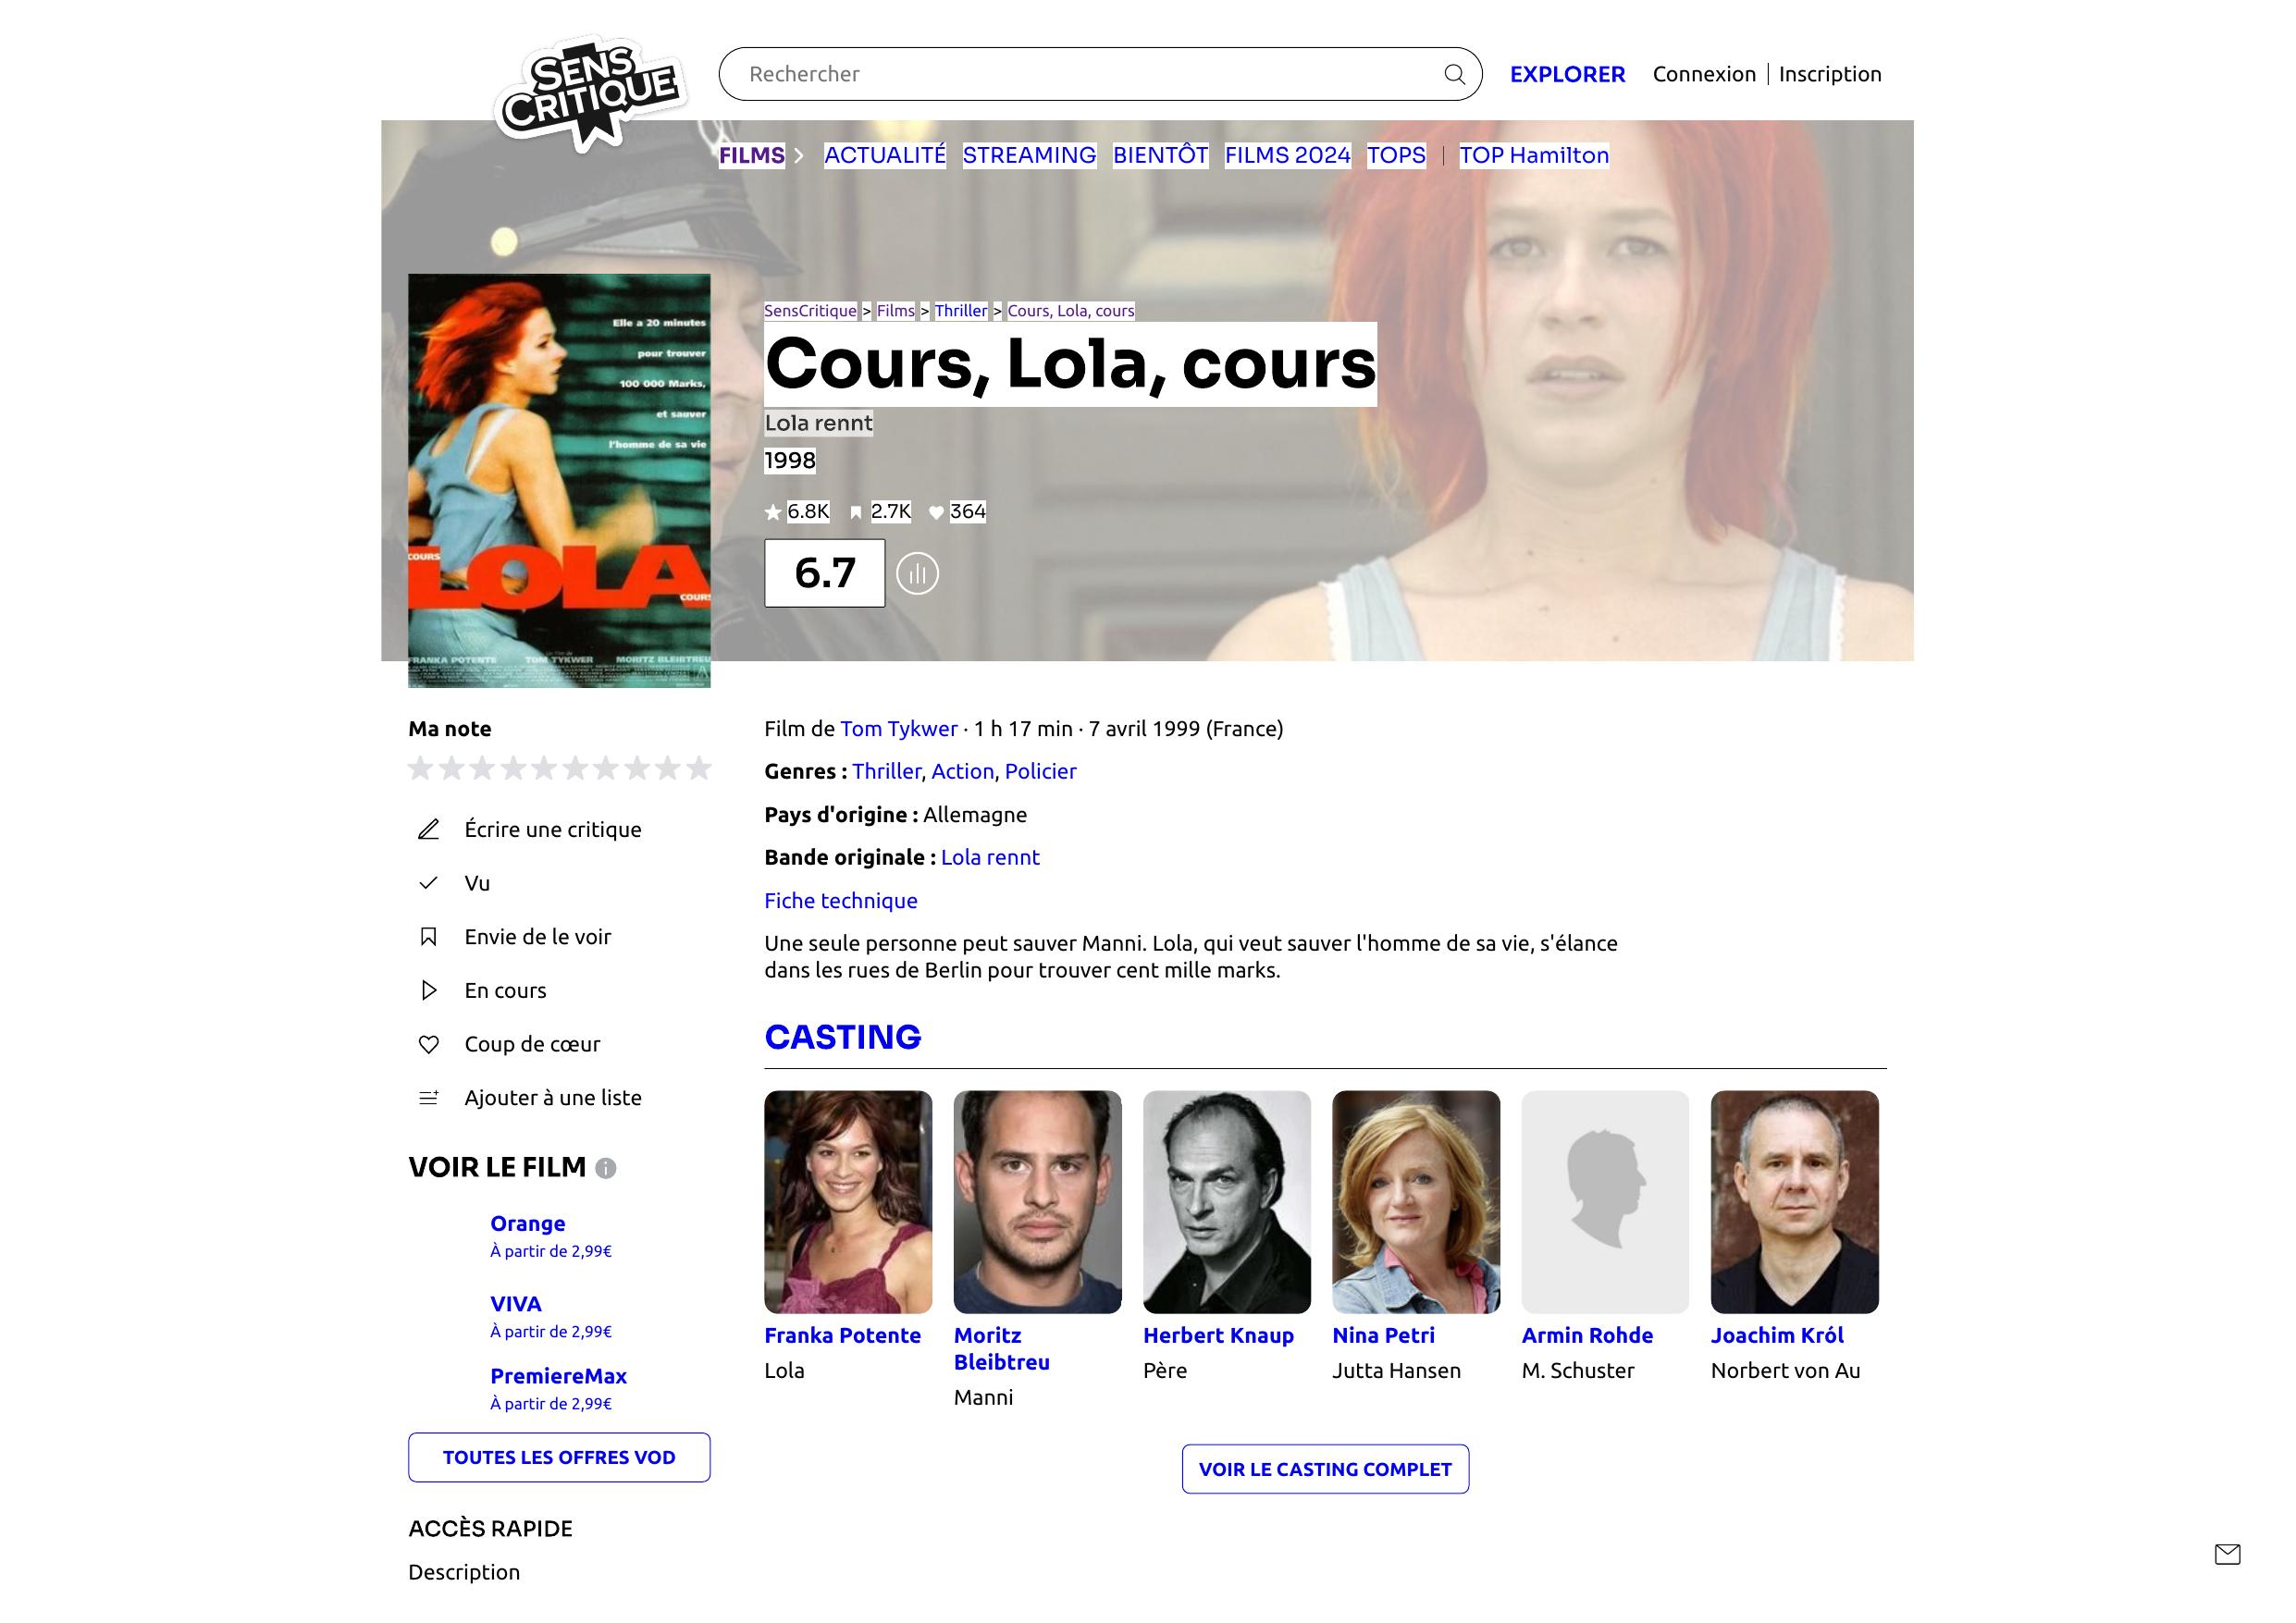 SENS
CRITIQUE
Rechercher
EXPLORER
Connexion
Inscription
FILMS
ACTUALITÉ
STREAMING
BIENTÔT
FILMS 2024
TOPS
TOP Hamilton
Elle a 20 minutes
pour trouver
100 000 Marks,
et sauver
l'homme de sa vie
COURS
LOLA
COURS
FRANKA POTENTE TOM TYKWER MORITZ BLEIBTREU
SensCritique > Films > Thriller > Cours, Lola, cours
Cours, Lola, cours
Lola rennt
1998
6.8K 2.7K 364
6.7
Ma note
Écrire une critique
Vu
Envie de le voir
En cours
Coup de cœur
Ajouter à une liste
VOIR LE FILM
Orange
À partir de 2,99€
VIVA
À partir de 2,99€
PremiereMax
À partir de 2,99€
TOUTES LES OFFRES VOD
ACCÈS RAPIDE
Description
Film de Tom Tykwer · 1 h 17 min · 7 avril 1999 (France)
Genres : Thriller, Action, Policier
Pays d'origine : Allemagne
Bande originale : Lola rennt
Fiche technique
Une seule personne peut sauver Manni. Lola, qui veut sauver l'homme de sa vie, s'élance
dans les rues de Berlin pour trouver cent mille marks.
CASTING
Franka Potente
Lola
Moritz
Bleibtreu
Manni
Herbert Knaup
Père
Nina Petri
Jutta Hansen
Armin Rohde
M. Schuster
Joachim Król
Norbert von Au
VOIR LE CASTING COMPLET